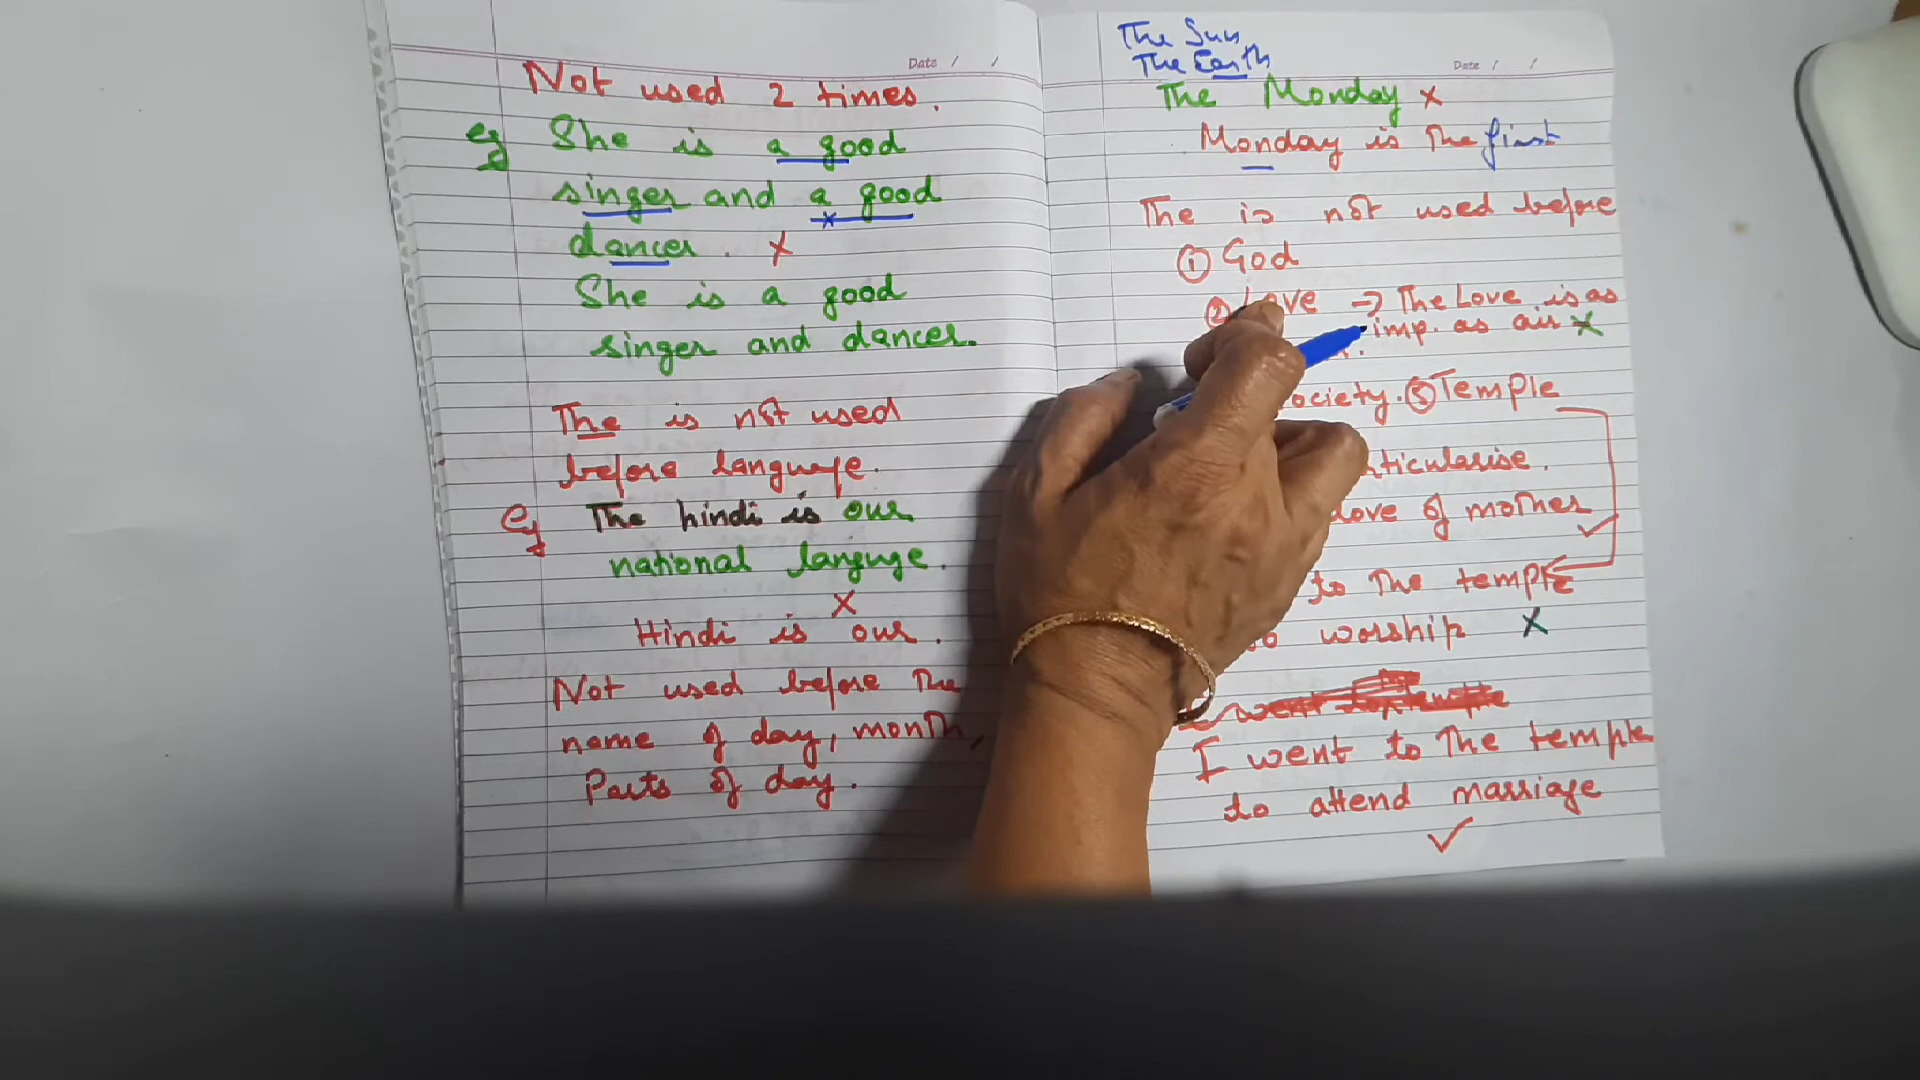 Date / /
Not used 2 times.
eg She is a good
singer and a good
dancer. X
She is a good
singer and dancer.
The is not used
before language.
eg The hindi is our
national languge.
X
Hindi is our.
Not used before the
name of day, month,
Parts of day.
The Sun
The Earth
Date / /
The Monday X
Monday is the first
The is not used before
① God
② Love → The Love is as
imp. as air X
ociety. ⑤ Temple
ticularise.
Love of mother
✓
to the temple
worship X
I went to the temple
to attend marriage
✓